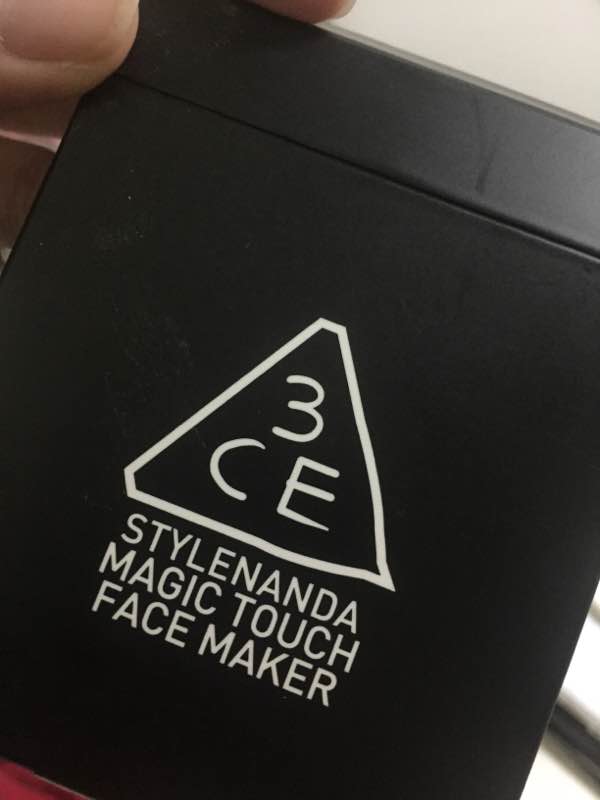 3
CE
STYLENANDA
MAGIC TOUCH
FACE MAKER